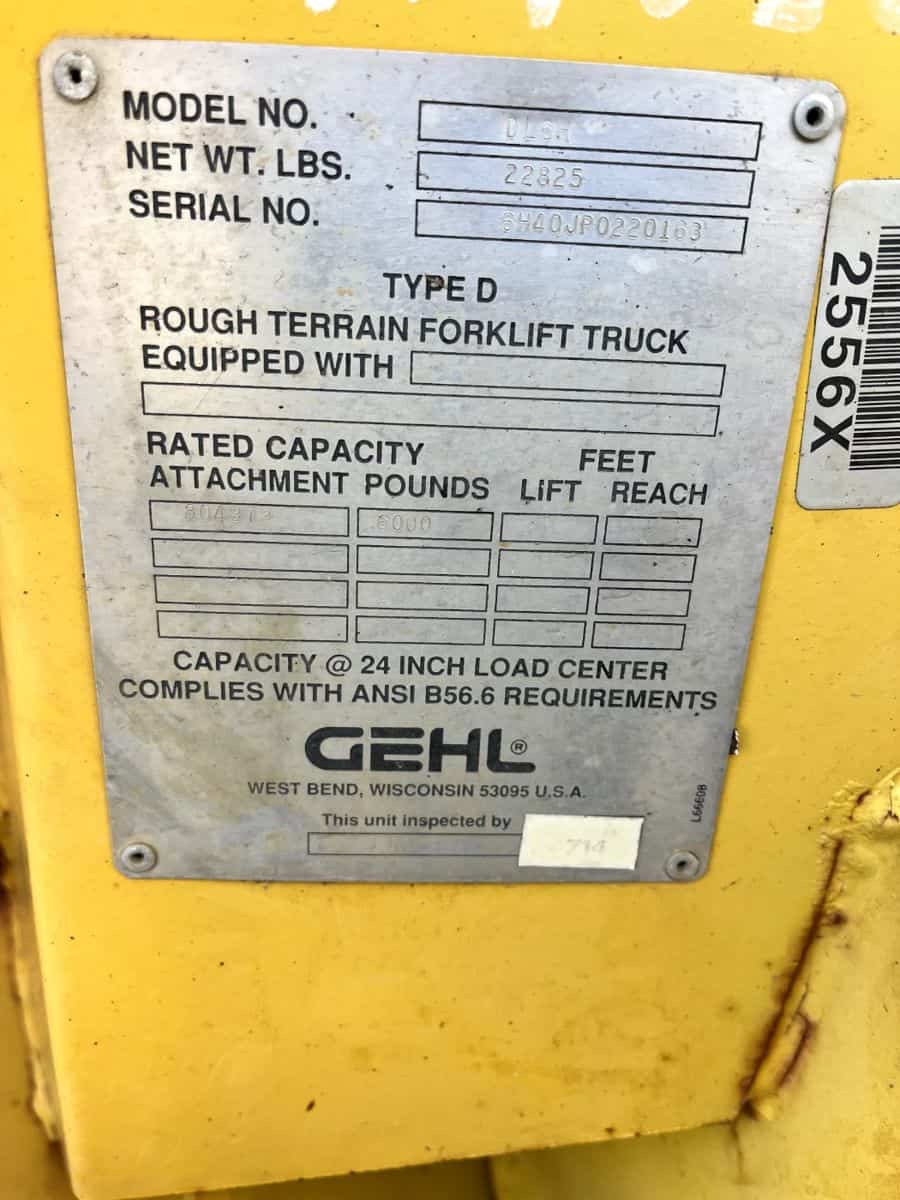 MODEL NO.
NET WT. LBS. 22825
SERIAL NO.
TYPE D
ROUGH TERRAIN FORKLIFT TRUCK
EQUIPPED WITH
RATED CAPACITY FEET
ATTACHMENT POUNDS LIFT REACH
6000
CAPACITY @ 24 INCH LOAD CENTER
COMPLIES WITH ANSI B56.6 REQUIREMENTS
GEHL®
WEST BEND, WISCONSIN 53095 U.S.A.
This unit inspected by
714
L66608
2556X